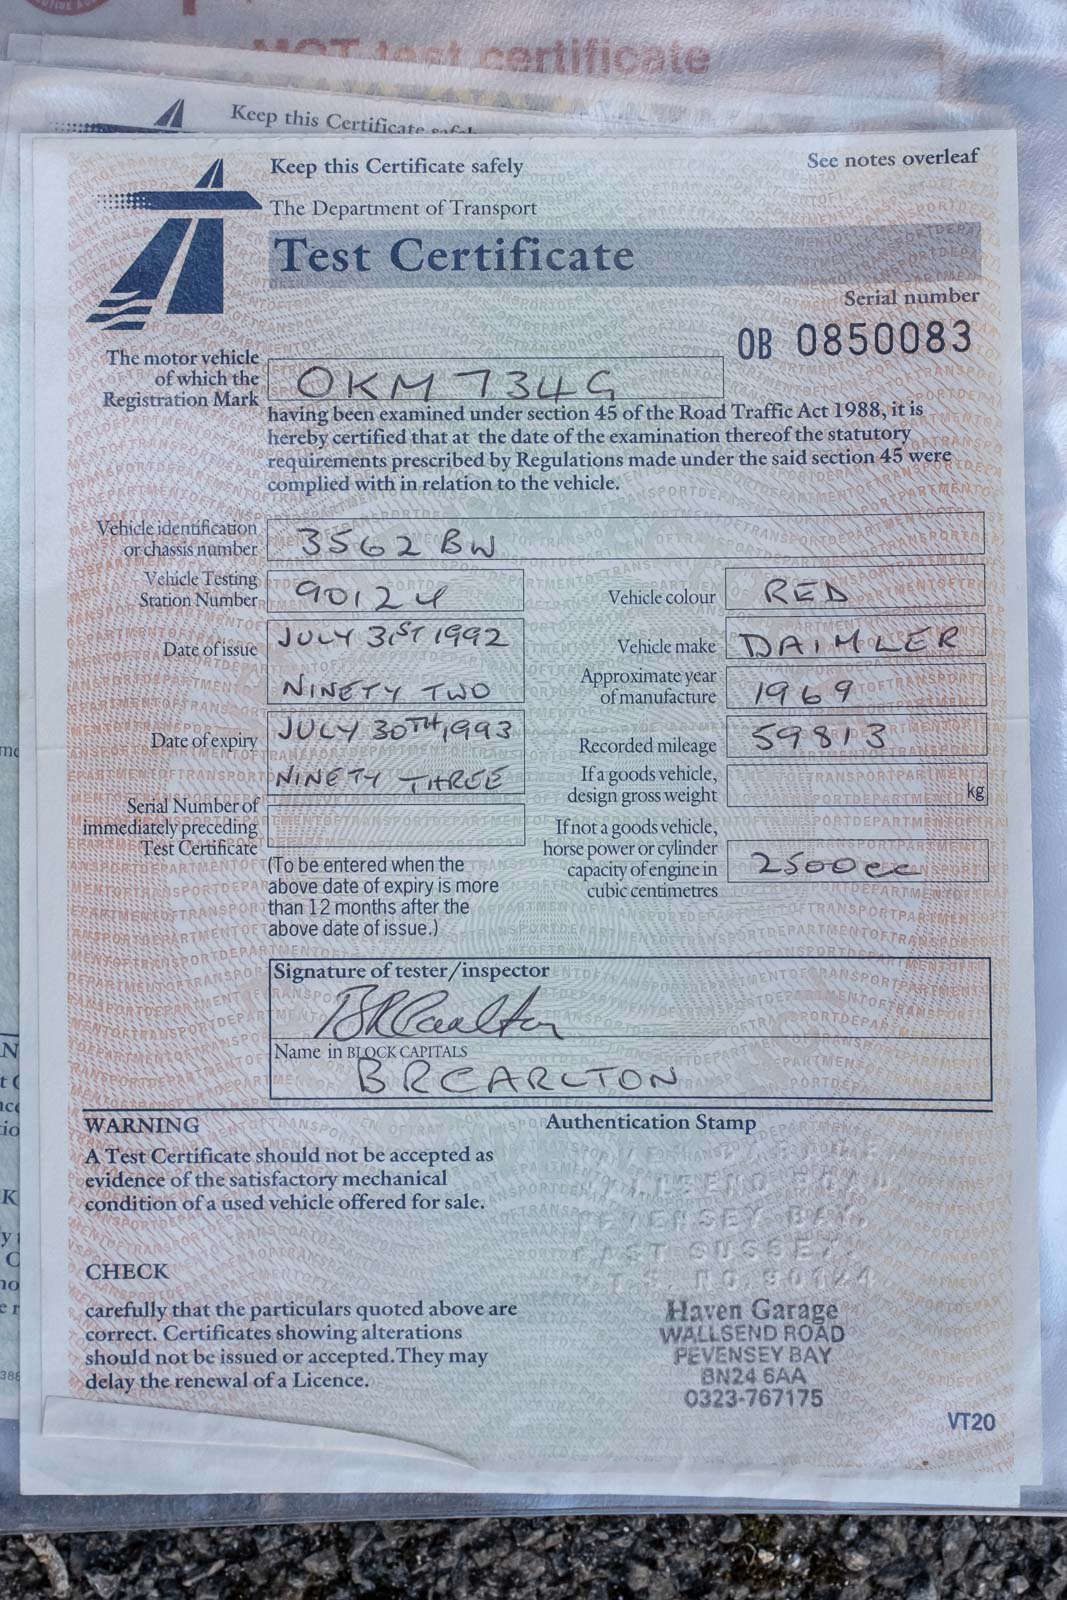 MOT test certificate
Keep this Certificate safely
Keep this Certificate safely
See notes overleaf
The Department of Transport
Test Certificate
Serial number
OB 0850083
The motor vehicle
of which the
Registration Mark
OKM 734G
having been examined under section 45 of the Road Traffic Act 1988, it is
hereby certified that at the date of the examination thereof the statutory
requirements prescribed by Regulations made under the said section 45 were
complied with in relation to the vehicle.
Vehicle identification
or chassis number
3562 BW
Vehicle Testing
Station Number
90124
Vehicle colour
RED
Date of issue
JULY 31ST 1992
NINETY TWO
Vehicle make
DAIMLER
Approximate year
of manufacture
1969
Date of expiry
JULY 30TH, 1993
NINETY THREE
Recorded mileage
59813
If a goods vehicle,
design gross weight
kg
Serial Number of
immediately preceding
Test Certificate
(To be entered when the
above date of expiry is more
than 12 months after the
above date of issue.)
If not a goods vehicle,
horse power or cylinder
capacity of engine in
cubic centimetres
2500cc
Signature of tester/inspector
BRCarlton
Name in BLOCK CAPITALS
B R CARLTON
WARNING
A Test Certificate should not be accepted as
evidence of the satisfactory mechanical
condition of a used vehicle offered for sale.
CHECK
carefully that the particulars quoted above are
correct. Certificates showing alterations
should not be issued or accepted. They may
delay the renewal of a Licence.
Authentication Stamp
WALLSEND ROAD,
PEVENSEY BAY,
EAST SUSSEX.
V.T.S. NO 90124
Haven Garage
WALLSEND ROAD
PEVENSEY BAY
BN24 6AA
0323-767175
VT20